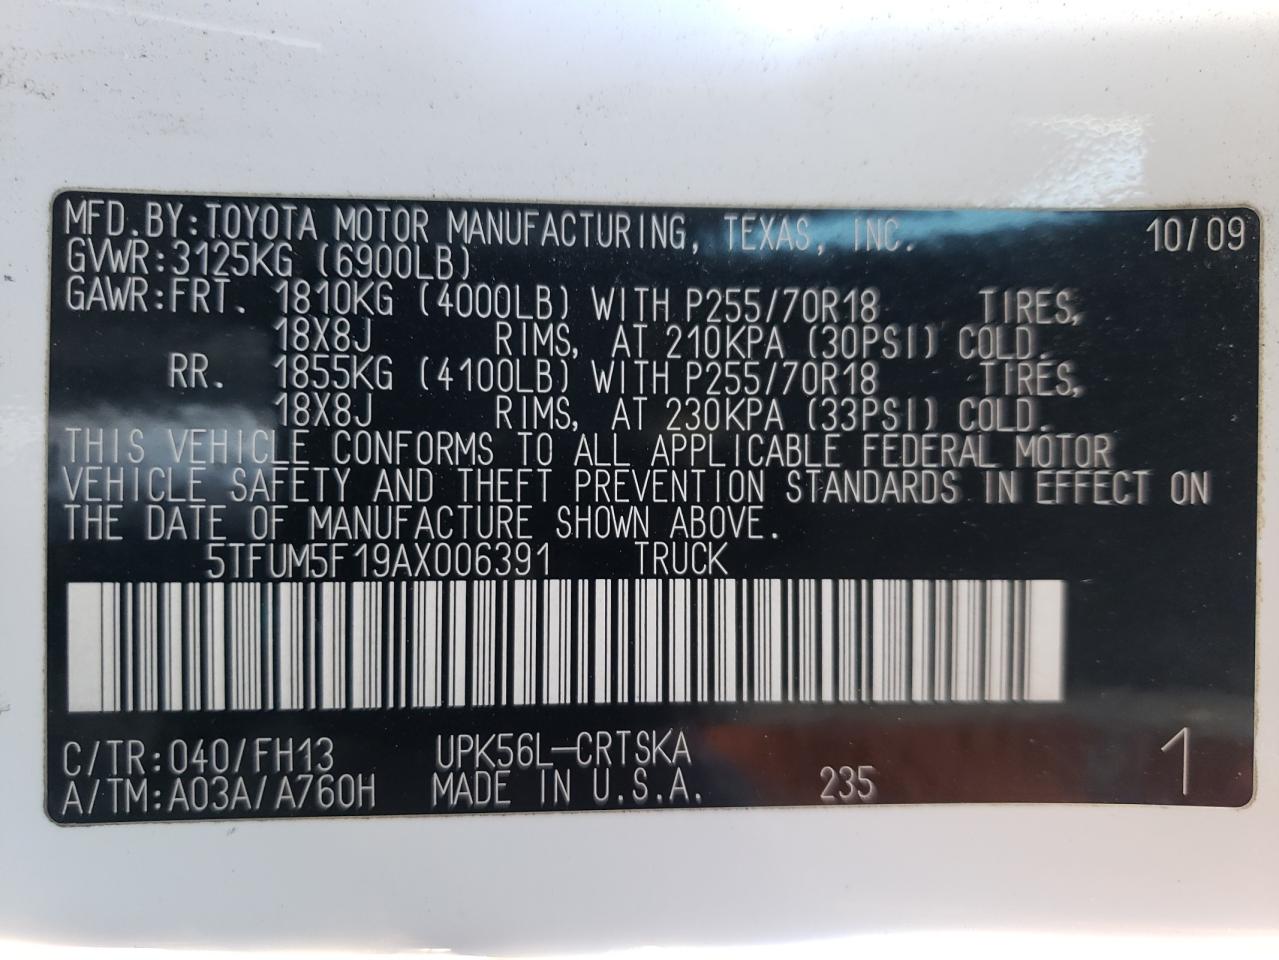 MFD.BY:TOYOTA MOTOR MANUFACTURING, TEXAS, INC. 10/09
GVWR:3125KG (6900LB)
GAWR:FRT. 1810KG (4000LB) WITH P255/70R18 TIRES,
18X8J RIMS, AT 210KPA (30PSI) COLD.
RR. 1855KG (4100LB) WITH P255/70R18 TIRES,
18X8J RIMS, AT 230KPA (33PSI) COLD.
THIS VEHICLE CONFORMS TO ALL APPLICABLE FEDERAL MOTOR
VEHICLE SAFETY AND THEFT PREVENTION STANDARDS IN EFFECT ON
THE DATE OF MANUFACTURE SHOWN ABOVE.
5TFUM5F19AX006391 TRUCK
C/TR:040/FH13 UPK56L-CRTSKA 1
A/TM:A03A/A760H MADE IN U.S.A. 235